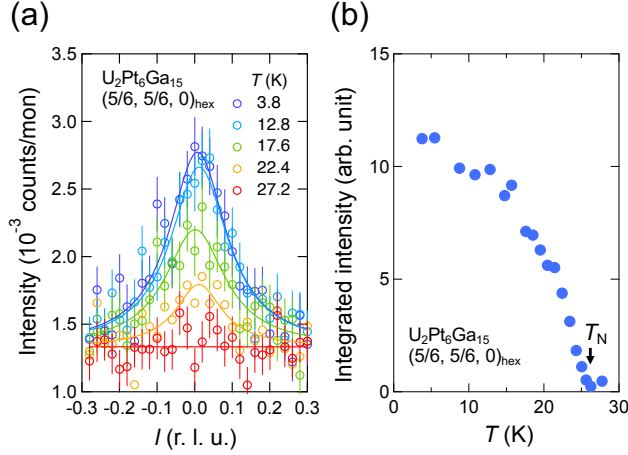 (a)
3.5
3.0
2.5
2.0
1.5
1.0
Intensity (10⁻³ counts/mon)
U₂Pt₆Ga₁₅
(5/6, 5/6, 0)hex
T (K)
3.8
12.8
17.6
22.4
27.2
-0.3 -0.2 -0.1 0.0 0.1 0.2 0.3
l (r. l. u.)
(b)
15
10
5
0
Integrated intensity (arb. unit)
U₂Pt₆Ga₁₅
(5/6, 5/6, 0)hex
TN
0 10 20 30
T (K)